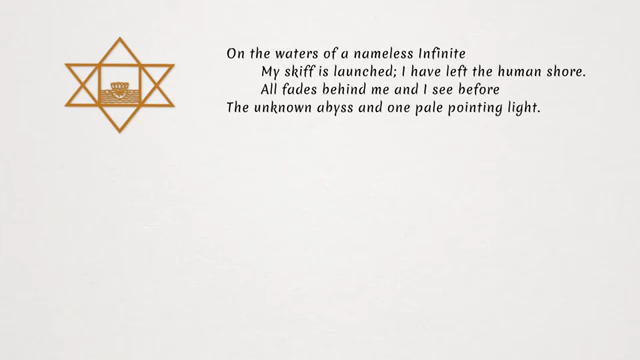 On the waters of a nameless Infinite
My skiff is launched; I have left the human shore.
All fades behind me and I see before
The unknown abyss and one pale pointing light.